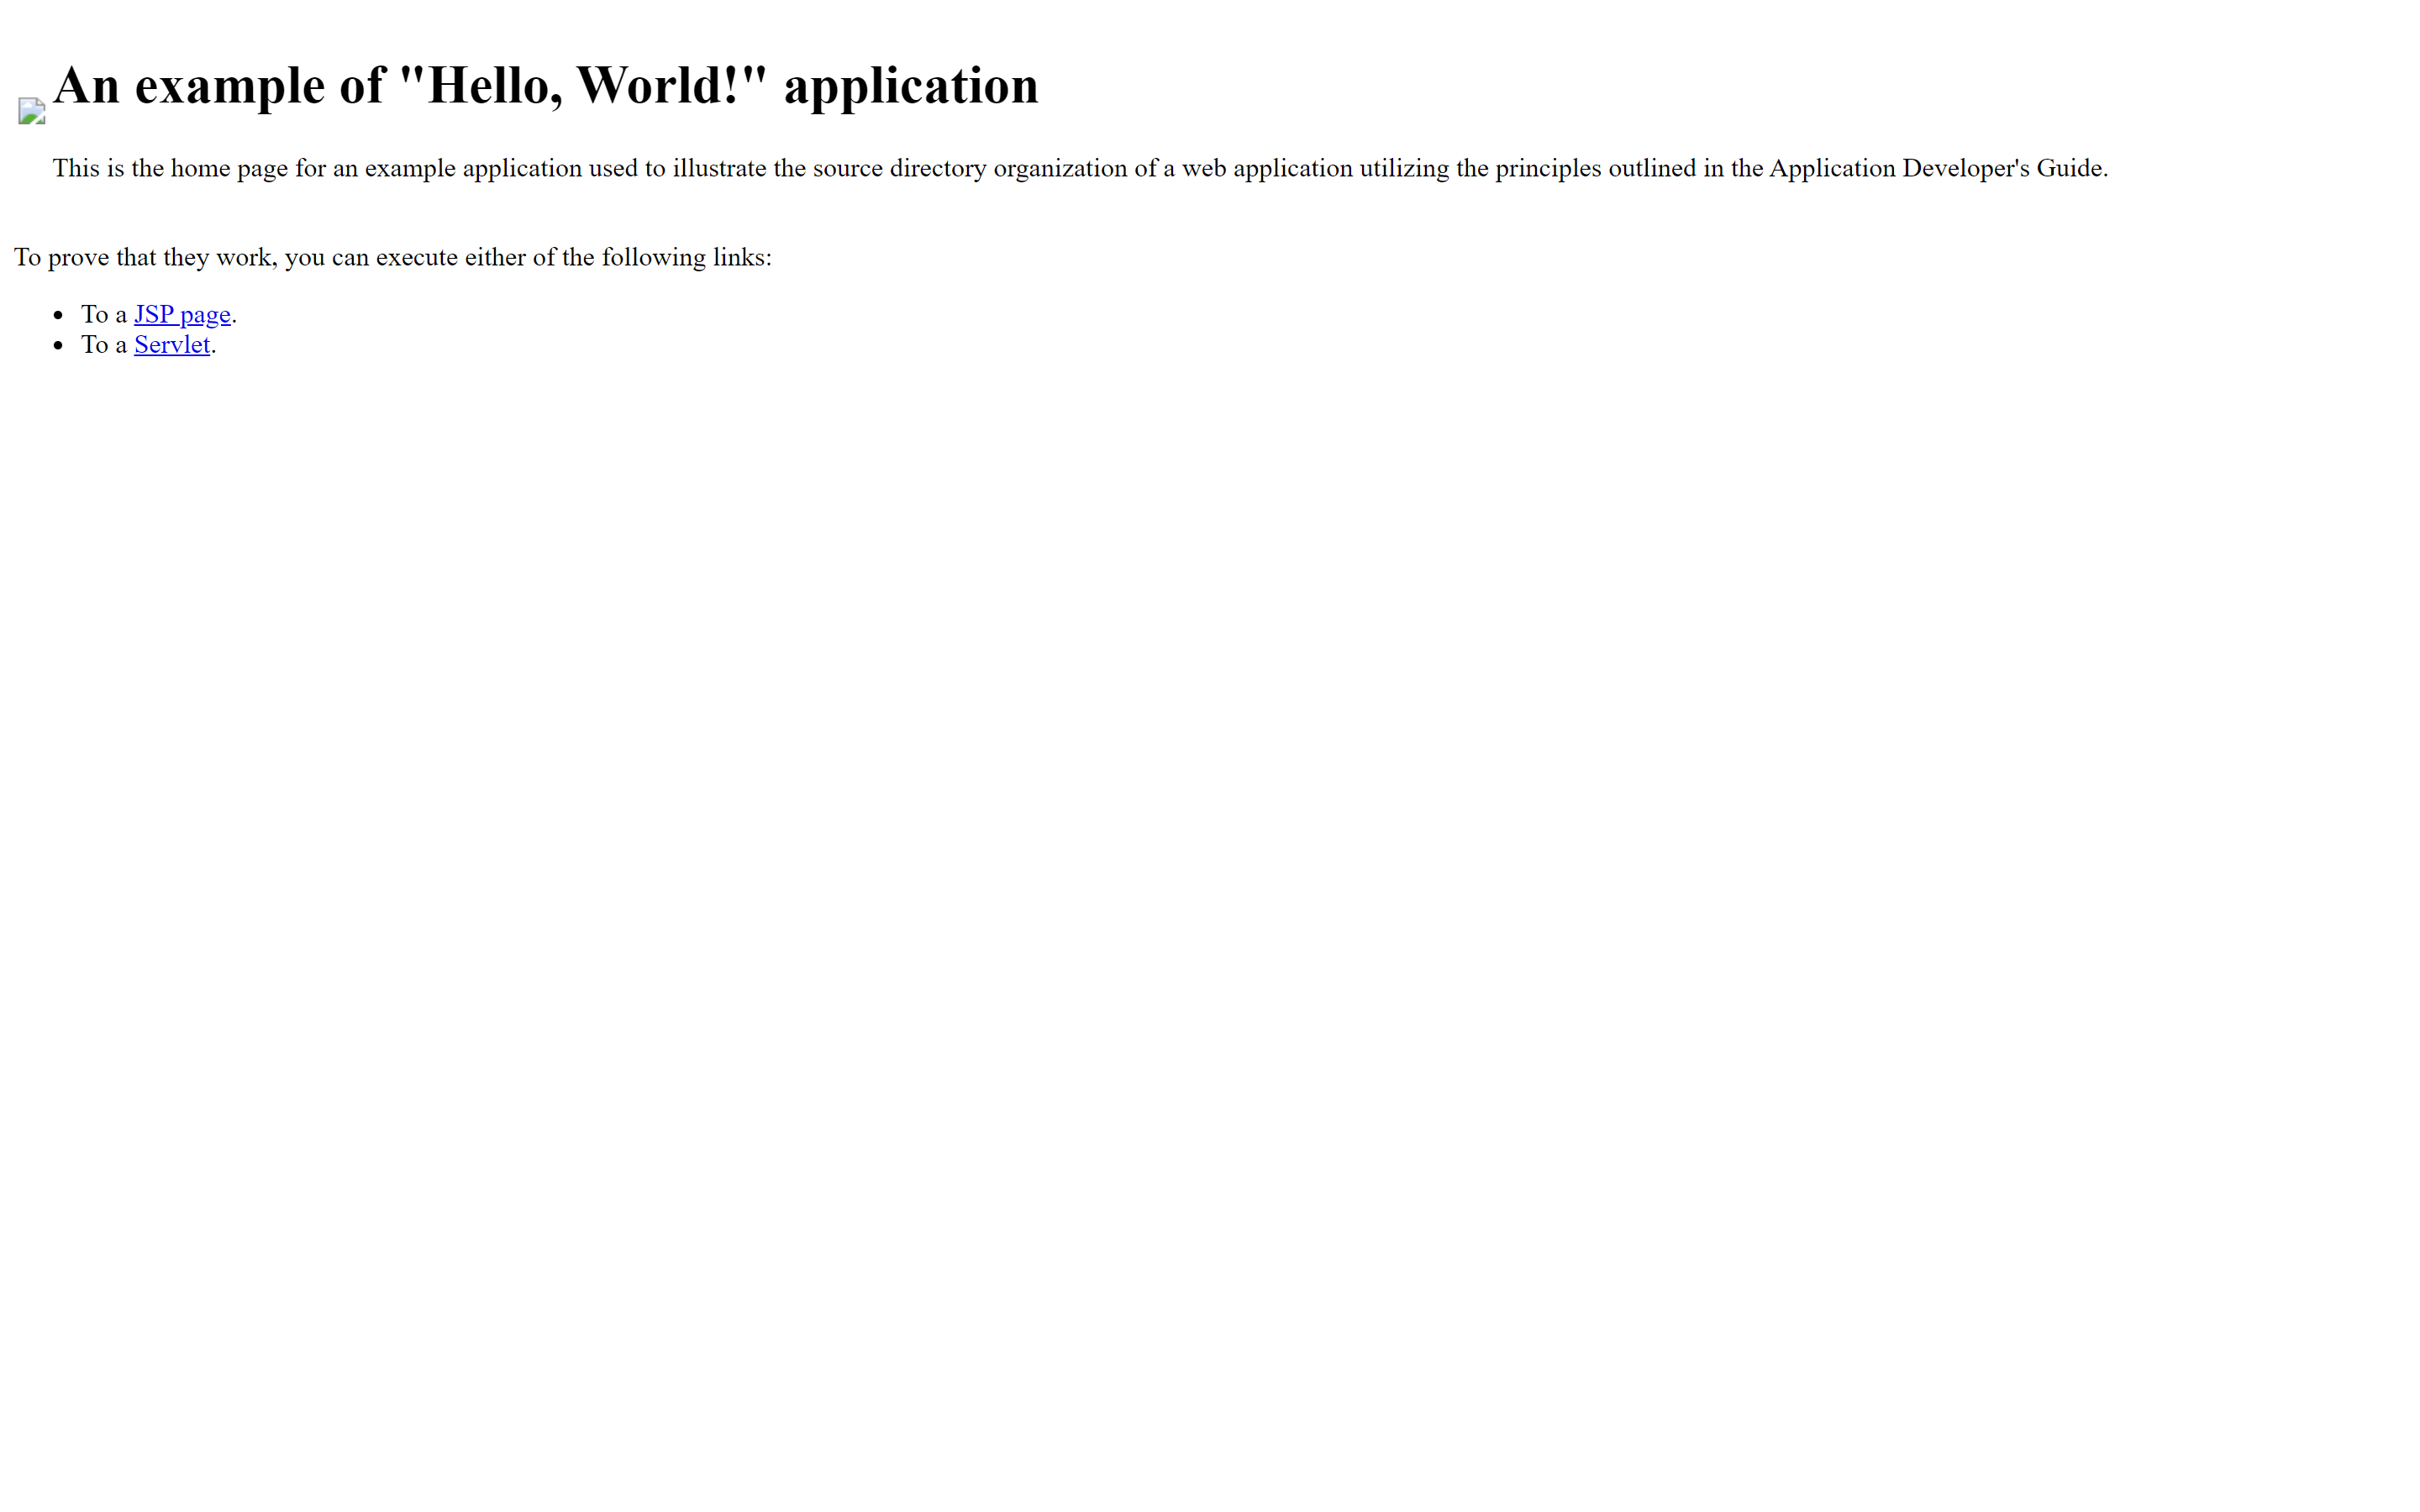 An example of "Hello, World!" application
This is the home page for an example application used to illustrate the source directory organization of a web application utilizing the principles outlined in the Application Developer's Guide.
To prove that they work, you can execute either of the following links:
• To a JSP page.
• To a Servlet.